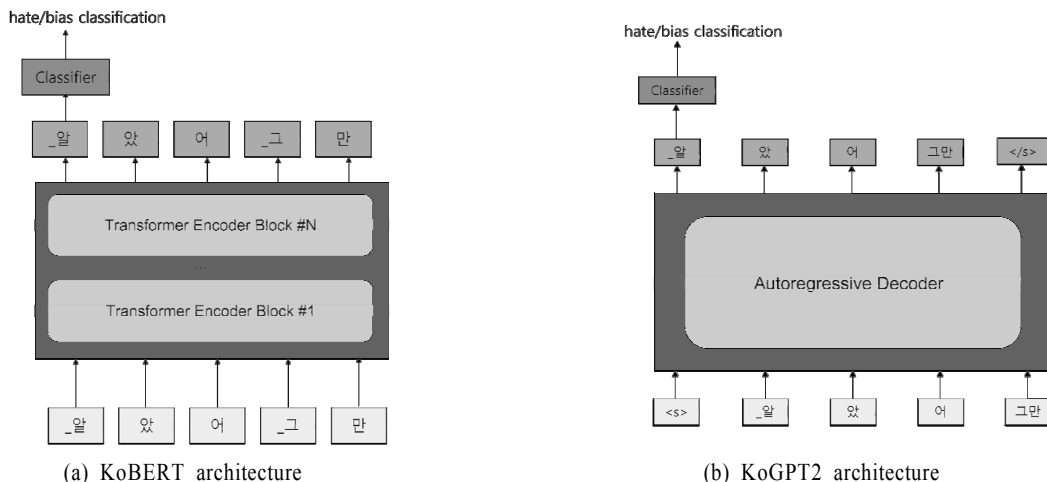 hate/bias classification
Classifier
_알 았 어 _그 만
Transformer Encoder Block #N
...
Transformer Encoder Block #1
_알 았 어 _그 만
(a) KoBERT architecture
hate/bias classification
Classifier
_알 았 어 그만 </s>
Autoregressive Decoder
<s> _알 았 어 그만
(b) KoGPT2 architecture